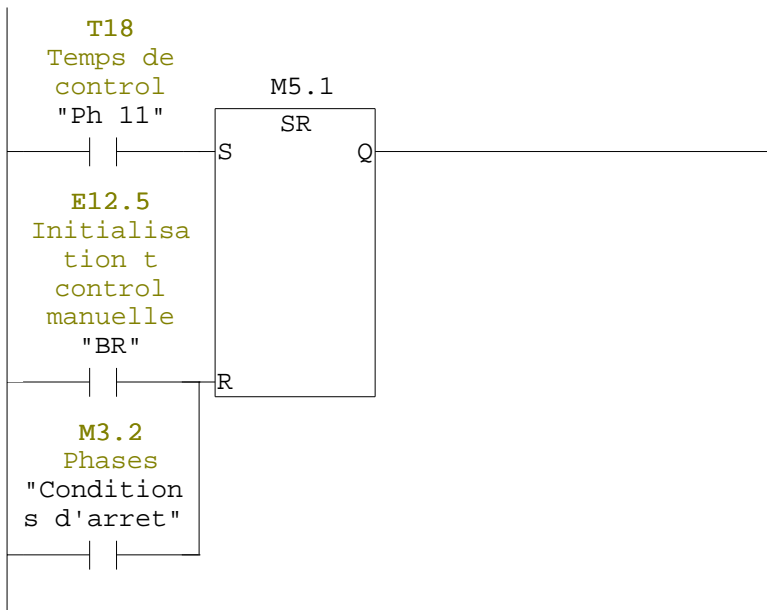 T18
Temps de
control
"Ph 11"
M5.1
SR
S
Q
E12.5
Initialisa
tion t
control
manuelle
"BR"
R
M3.2
Phases
"Condition
s d'arret"